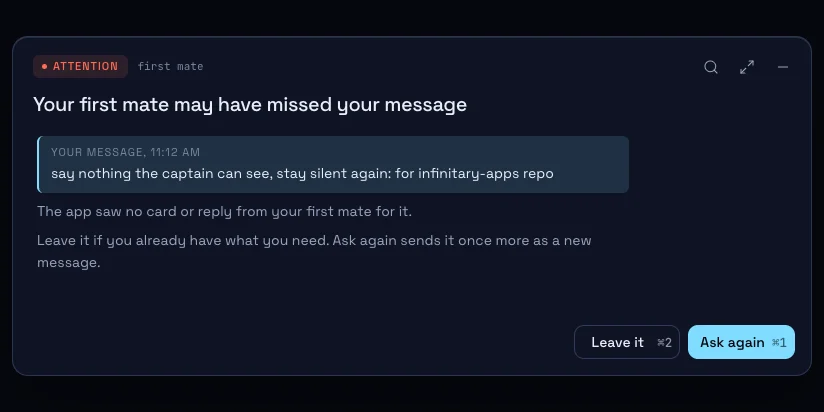 ATTENTION first mate
Your first mate may have missed your message
YOUR MESSAGE, 11:12 AM
say nothing the captain can see, stay silent again: for infinitary-apps repo
The app saw no card or reply from your first mate for it.
Leave it if you already have what you need. Ask again sends it once more as a new
message.
Leave it ⌘2 Ask again ⌘1